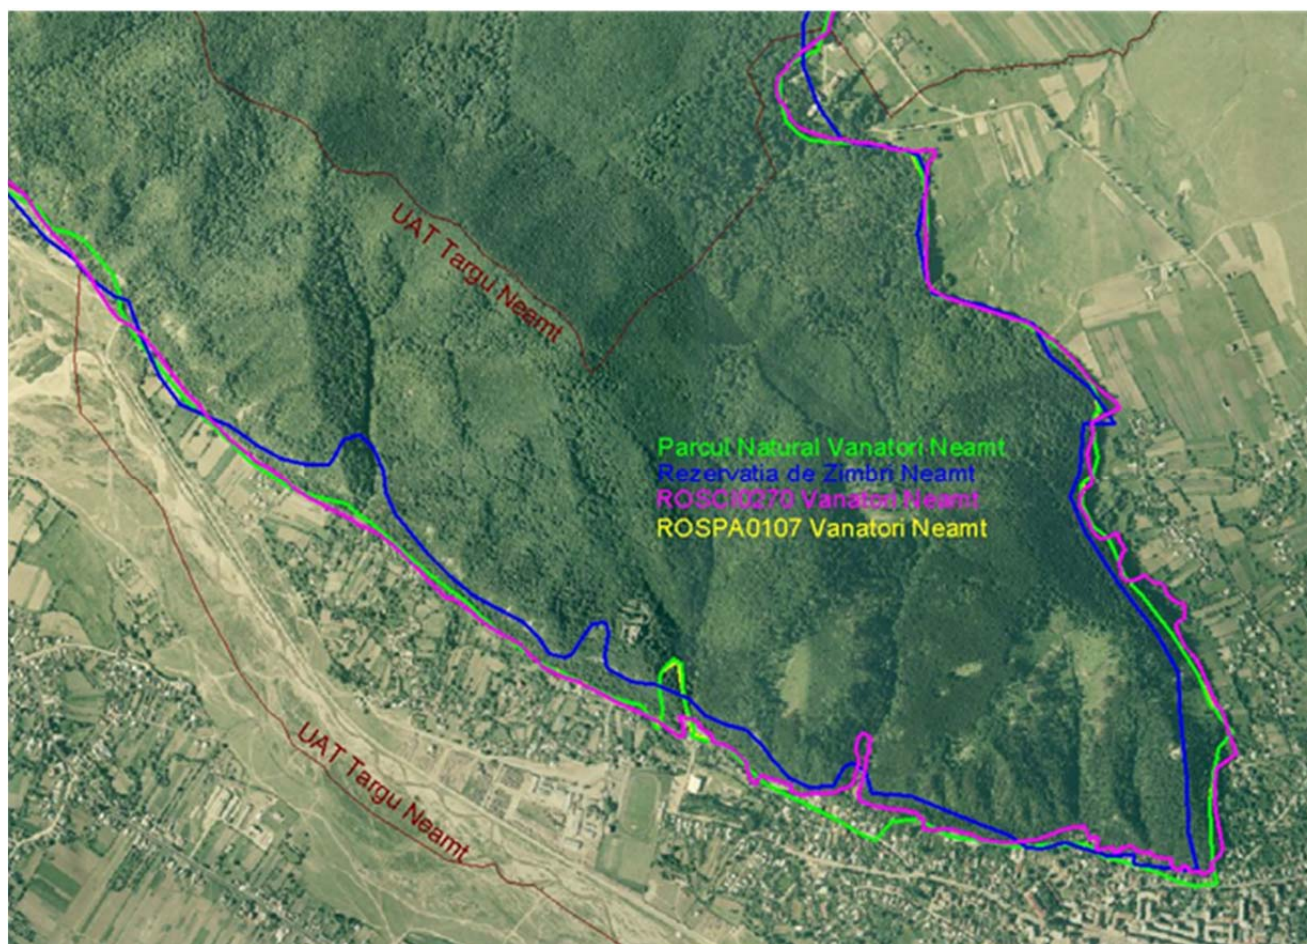 UAT Targu Neamt
Parcul Natural Vanatori Neamt
Rezervatia de Zimbri Neamt
ROSCI0270 Vanatori Neamt
ROSPA0107 Vanatori Neamt
UAT Targu Neamt